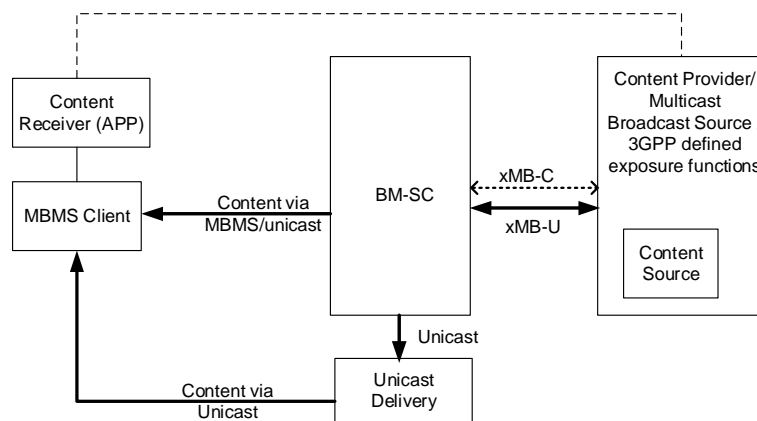 Content
Receiver (APP)
MBMS Client
Content via
MBMS/unicast
BM-SC
xMB-C
xMB-U
Content Provider/
Multicast
Broadcast Source
3GPP defined
exposure functions
Content
Source
Unicast
Unicast
Delivery
Content via
Unicast